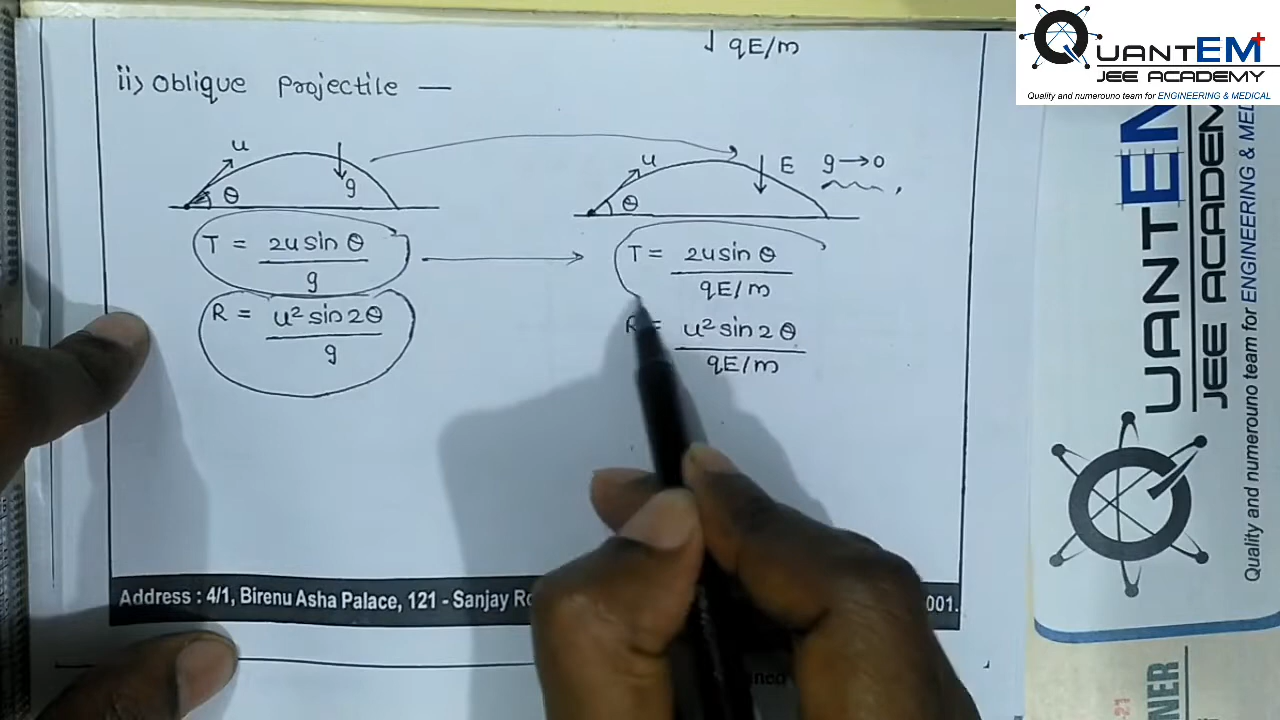 qE/m
ii) Oblique Projectile —
u
θ
g
u
θ
E g → 0
T = 2u sin θ / g
T = 2u sin θ / qE/m
R = u² sin 2θ / g
R = u² sin 2θ / qE/m
Address : 4/1, Birenu Asha Palace, 121 - Sanjay
001.
QUANTEM+
JEE ACADEMY
Quality and numerouno team for ENGINEERING & MEDICAL
UANTEM
JEE ACADEMY
Quality and numerouno team for ENGINEERING & MED
NER